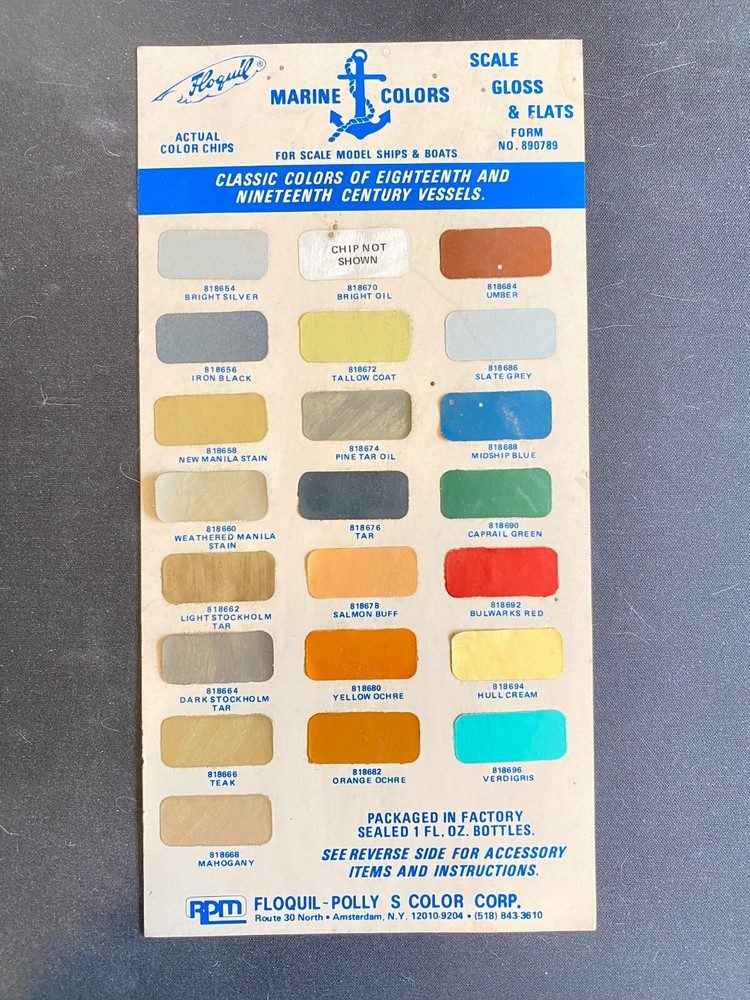 Floquil®
MARINE COLORS
SCALE
GLOSS
& FLATS
ACTUAL
COLOR CHIPS
FORM
NO. 890789
FOR SCALE MODEL SHIPS & BOATS
CLASSIC COLORS OF EIGHTEENTH AND
NINETEENTH CENTURY VESSELS.
818654
BRIGHT SILVER
CHIP NOT
SHOWN
818670
BRIGHT OIL
818684
UMBER
818656
IRON BLACK
818672
TALLOW COAT
818686
SLATE GREY
818658
NEW MANILA STAIN
818674
PINE TAR OIL
818688
MIDSHIP BLUE
818660
WEATHERED MANILA
STAIN
818676
TAR
818690
CAPRAIL GREEN
818662
LIGHT STOCKHOLM
TAR
818678
SALMON BUFF
818692
BULWARKS RED
818664
DARK STOCKHOLM
TAR
818680
YELLOW OCHRE
818694
HULL CREAM
818666
TEAK
818682
ORANGE OCHRE
818696
VERDIGRIS
818668
MAHOGANY
PACKAGED IN FACTORY
SEALED 1 FL. OZ. BOTTLES.
SEE REVERSE SIDE FOR ACCESSORY
ITEMS AND INSTRUCTIONS.
RPM FLOQUIL-POLLY S COLOR CORP.
Route 30 North • Amsterdam, N.Y. 12010-9204 • (518) 843-3610